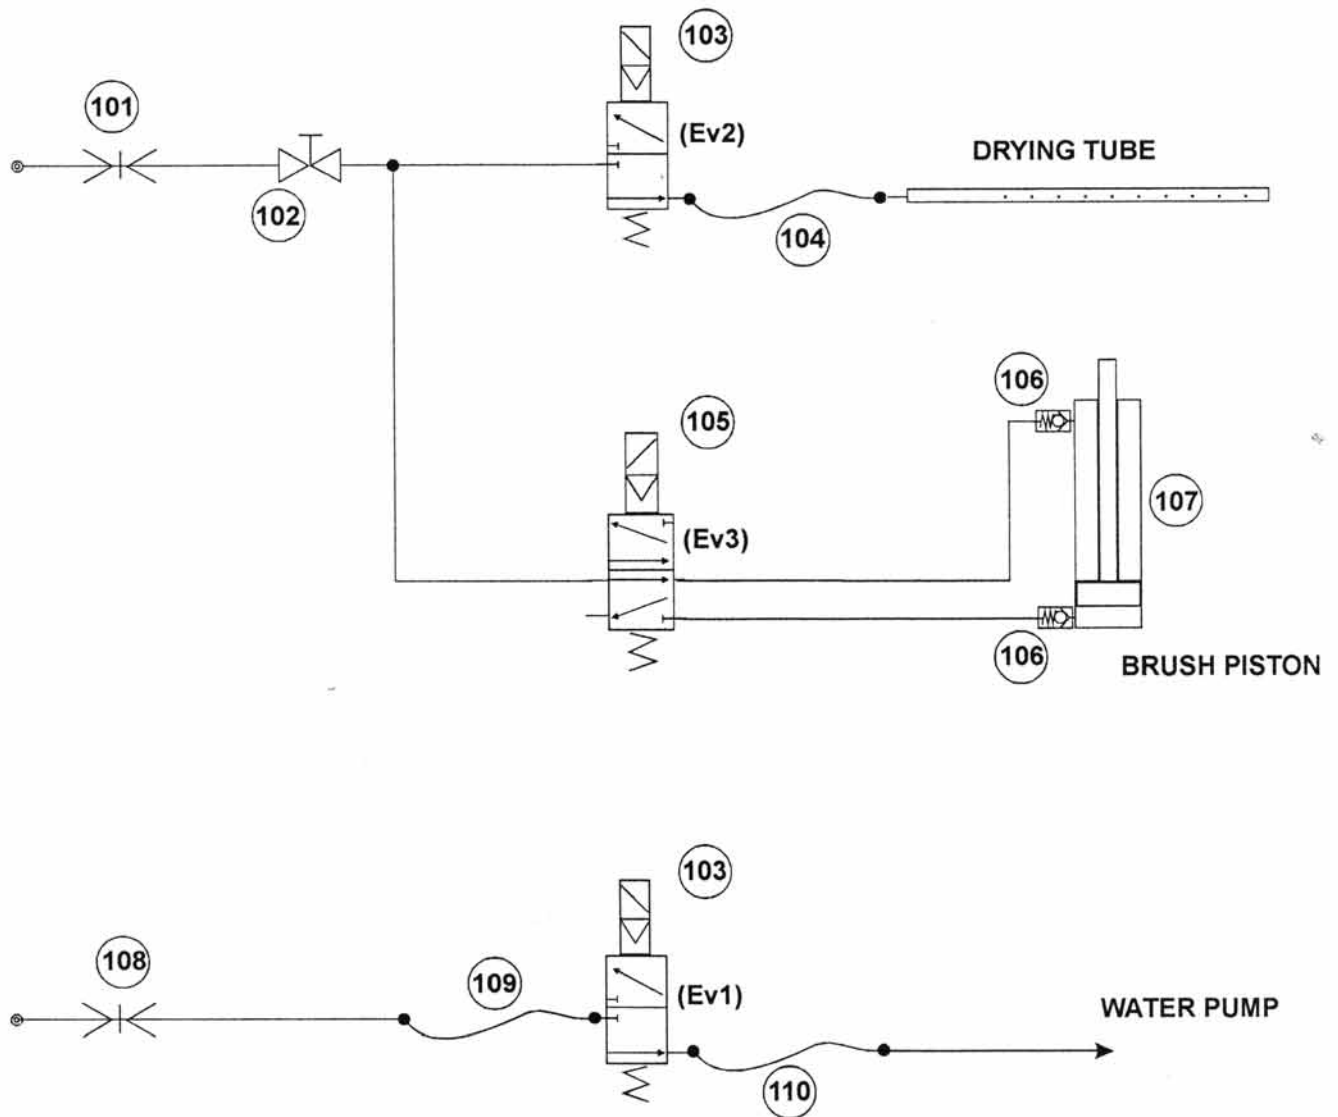 103
101
(Ev2)
DRYING TUBE
102
104
106
105
107
(Ev3)
106
BRUSH PISTON
103
108
109
(Ev1)
WATER PUMP
110